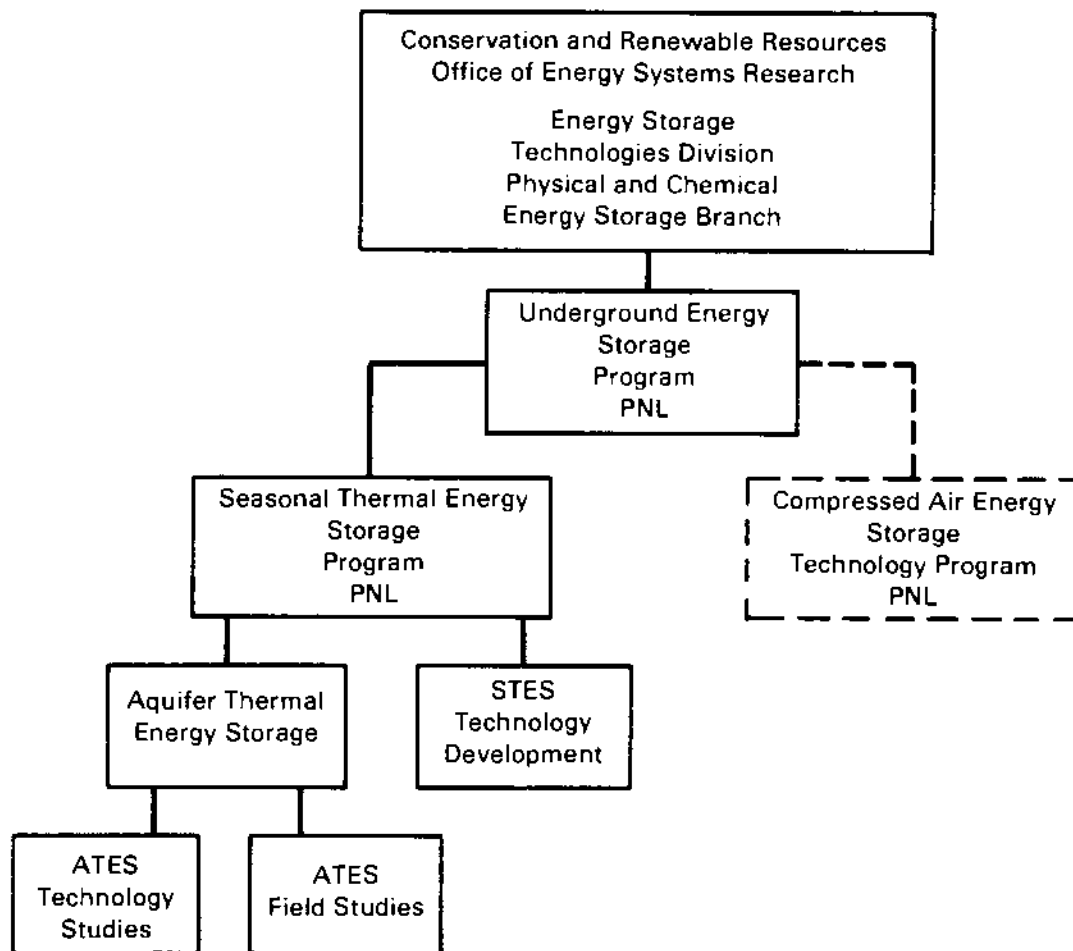 Conservation and Renewable Resources
Office of Energy Systems Research
Energy Storage
Technologies Division
Physical and Chemical
Energy Storage Branch
Underground Energy
Storage
Program
PNL
Seasonal Thermal Energy
Storage
Program
PNL
Compressed Air Energy
Storage
Technology Program
PNL
Aquifer Thermal
Energy Storage
STES
Technology
Development
ATES
Technology
Studies
ATES
Field Studies